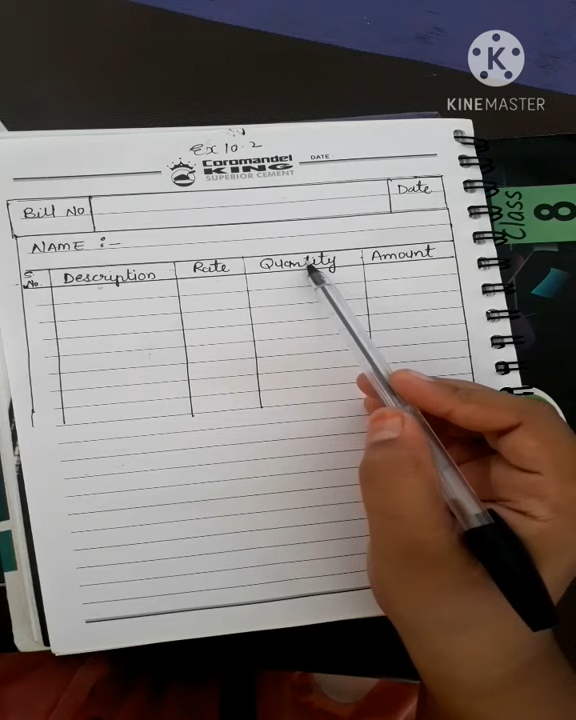 KINEMASTER
Ex 10.2
Coromandel
KING
SUPERIOR CEMENT
DATE :
Bill No
Date
NAME :-
S No
Description
Rate
Quantity
Amount
Class
8